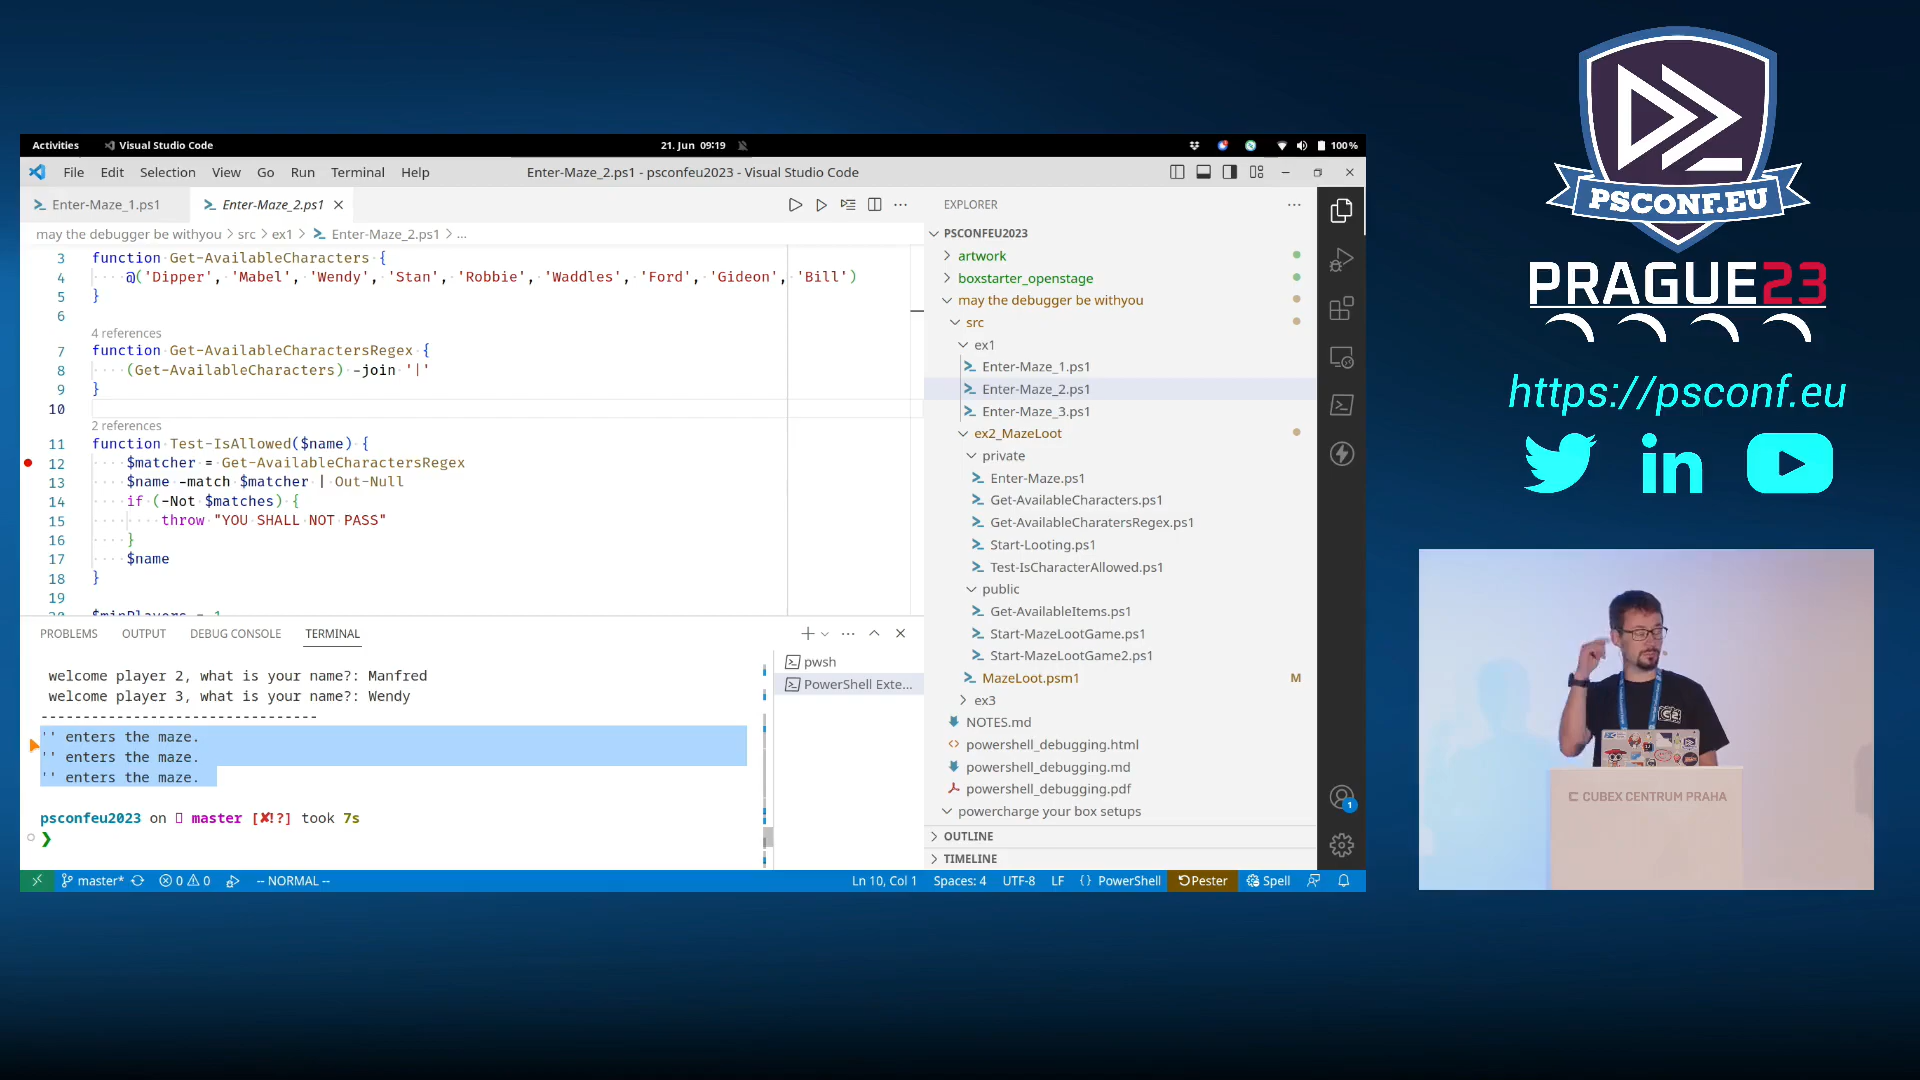 Activities
Visual Studio Code
21. Jun 09:19
100%
File Edit Selection View Go Run Terminal Help
Enter-Maze_2.ps1 - psconfeu2023 - Visual Studio Code
Enter-Maze_1.ps1
Enter-Maze_2.ps1
may the debugger be withyou > src > ex1 > Enter-Maze_2.ps1 > ...
3 function Get-AvailableCharacters {
4 @('Dipper', 'Mabel', 'Wendy', 'Stan', 'Robbie', 'Waddles', 'Ford', 'Gideon', 'Bill')
5 }
6
4 references
7 function Get-AvailableCharactersRegex {
8 (Get-AvailableCharacters) -join '|'
9 }
10
2 references
11 function Test-IsAllowed($name) {
12 $matcher = Get-AvailableCharactersRegex
13 $name -match $matcher | Out-Null
14 if (-Not $matches) {
15 throw "YOU SHALL NOT PASS"
16 }
17 $name
18 }
19
20 $minPlayers = 1
PROBLEMS OUTPUT DEBUG CONSOLE TERMINAL
welcome player 2, what is your name?: Manfred
welcome player 3, what is your name?: Wendy
--------------------------------
'' enters the maze.
'' enters the maze.
'' enters the maze.
psconfeu2023 on master [✘!?] took 7s
❯
pwsh
PowerShell Exte...
EXPLORER
PSCONFEU2023
artwork
boxstarter_openstage
may the debugger be withyou
src
ex1
Enter-Maze_1.ps1
Enter-Maze_2.ps1
Enter-Maze_3.ps1
ex2_MazeLoot
private
Enter-Maze.ps1
Get-AvailableCharacters.ps1
Get-AvailableCharatersRegex.ps1
Start-Looting.ps1
Test-IsCharacterAllowed.ps1
public
Get-AvailableItems.ps1
Start-MazeLootGame.ps1
Start-MazeLootGame2.ps1
MazeLoot.psm1 M
ex3
NOTES.md
powershell_debugging.html
powershell_debugging.md
powershell_debugging.pdf
powercharge your box setups
OUTLINE
TIMELINE
1
master* 0 0 -- NORMAL -- Ln 10, Col 1 Spaces: 4 UTF-8 LF {} PowerShell Pester Spell
PSCONF.EU
PRAGUE23
https://psconf.eu
in
CUBEX CENTRUM PRAHA